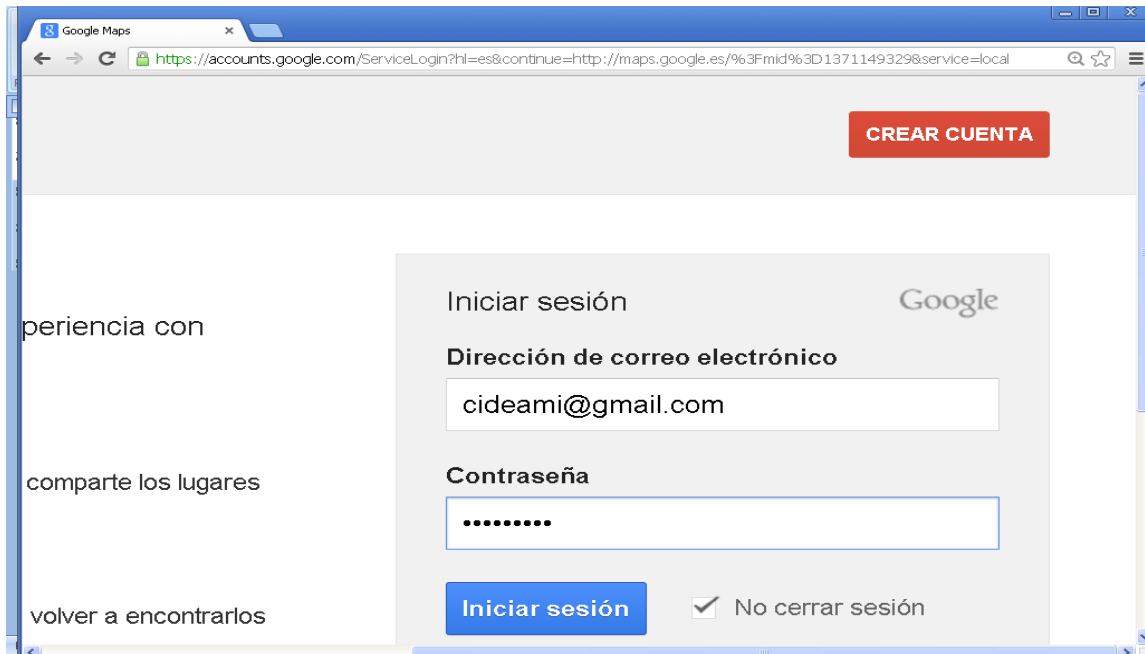 Google Maps
https://accounts.google.com/ServiceLogin?hl=es&continue=http://maps.google.es/%3Fmid%3D1371149329&service=local
CREAR CUENTA
Iniciar sesión
Google
periencia con
Dirección de correo electrónico
cideami@gmail.com
Contraseña
comparte los lugares
•••••••••
Iniciar sesión
No cerrar sesión
volver a encontrarlos